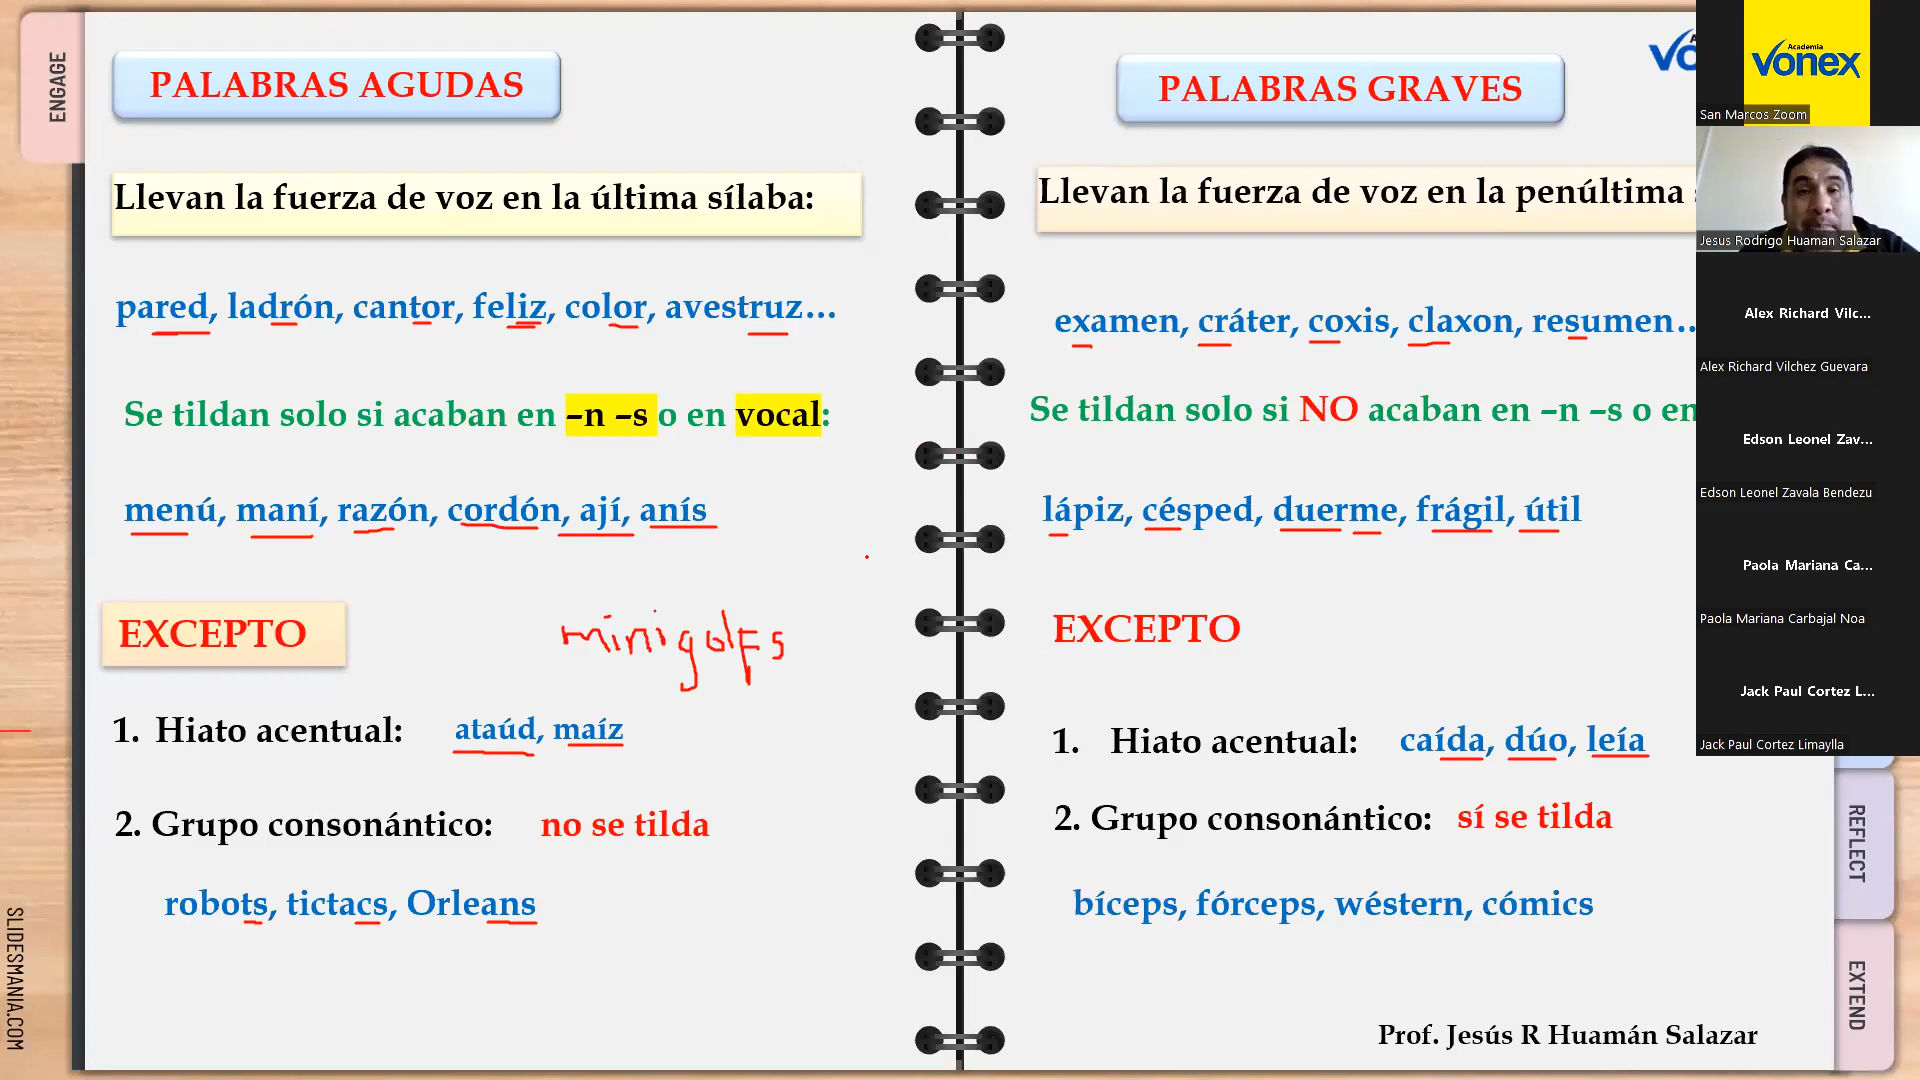 ENGAGE
PALABRAS AGUDAS
Llevan la fuerza de voz en la última sílaba:
pared, ladrón, cantor, feliz, color, avestruz...
Se tildan solo si acaban en –n –s o en vocal:
menú, maní, razón, cordón, ají, anís
EXCEPTO
minigolfs
1. Hiato acentual: ataúd, maíz
2. Grupo consonántico: no se tilda
robots, tictacs, Orleans
SLIDESMANIA.COM
PALABRAS GRAVES
Llevan la fuerza de voz en la penúltima
examen, cráter, coxis, claxon, resumen..
Se tildan solo si NO acaban en –n –s o en
lápiz, césped, duerme, frágil, útil
EXCEPTO
1. Hiato acentual: caída, dúo, leía
2. Grupo consonántico: sí se tilda
bíceps, fórceps, wéstern, cómics
Prof. Jesús R Huamán Salazar
REFLECT
EXTEND
Academia
vonex
San Marcos Zoom
Jesus Rodrigo Huaman Salazar
Alex Richard Vilc...
Alex Richard Vilchez Guevara
Edson Leonel Zav...
Edson Leonel Zavala Bendezu
Paola Mariana Ca...
Paola Mariana Carbajal Noa
Jack Paul Cortez L...
Jack Paul Cortez Limaylla